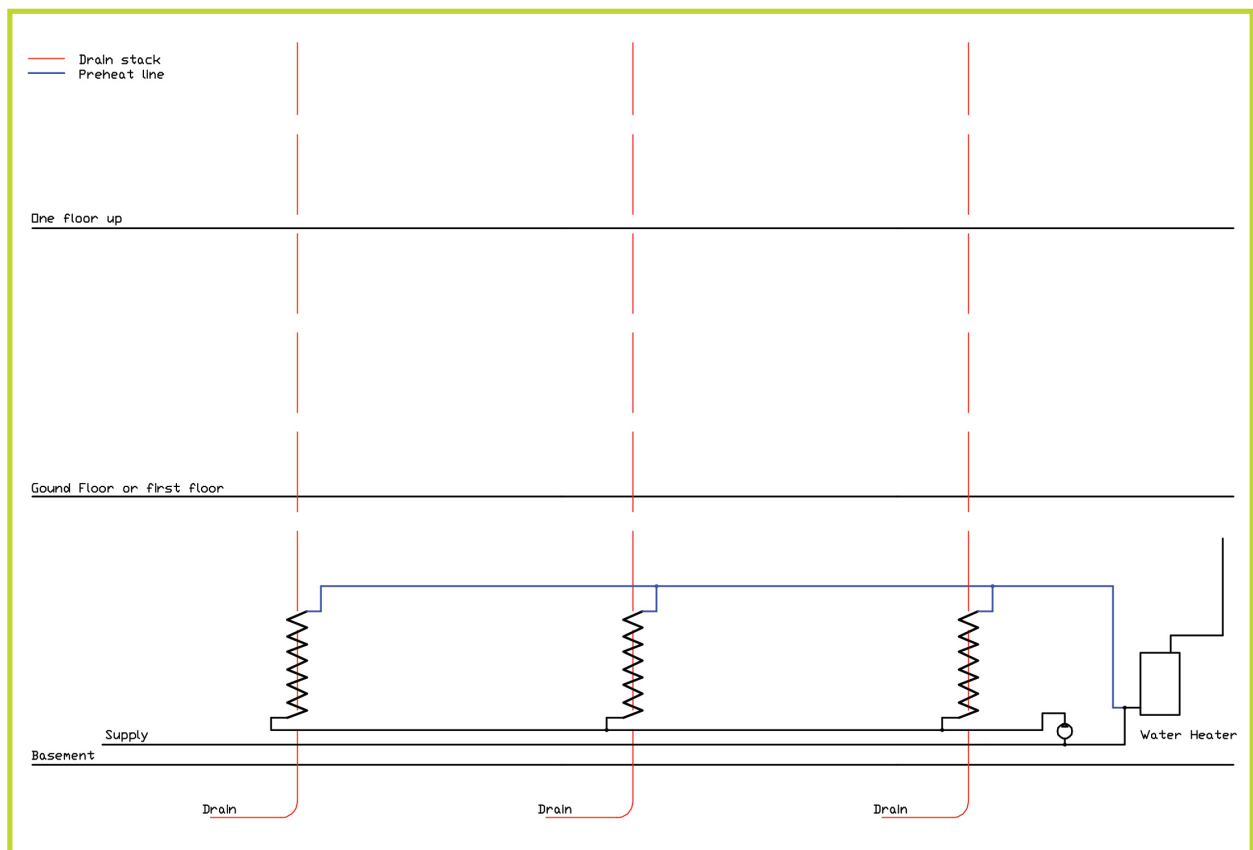 Drain stack
Preheat line
One floor up
Gound Floor or first floor
Supply
Water Heater
Basement
Drain
Drain
Drain